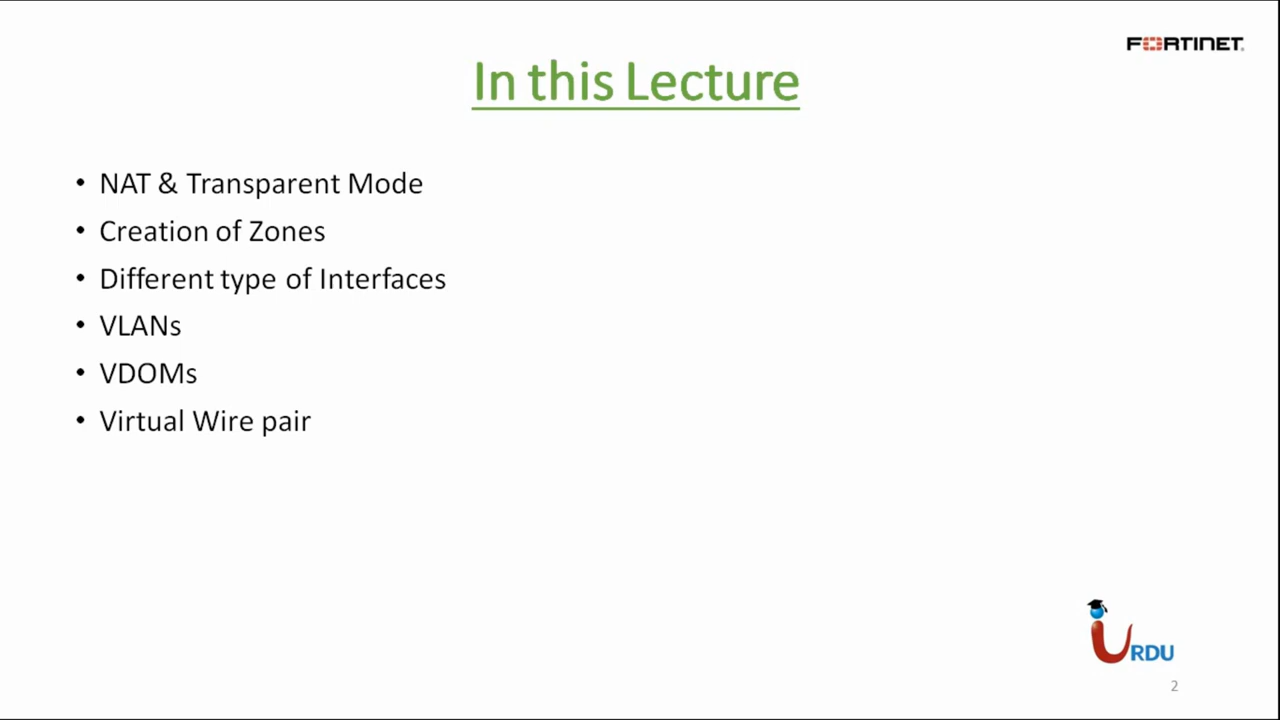 FORTINET
In this Lecture
• NAT & Transparent Mode
• Creation of Zones
• Different type of Interfaces
• VLANs
• VDOMs
• Virtual Wire pair
iURDU
2